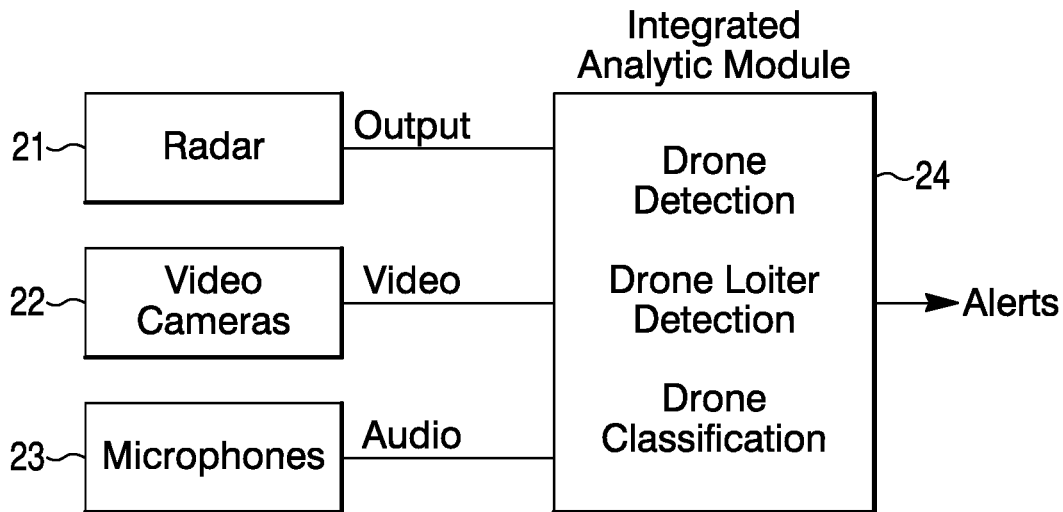 Integrated
Analytic Module
21
Radar
Output
Drone
Detection
24
22
Video
Cameras
Video
Drone Loiter
Detection
Alerts
23
Microphones
Audio
Drone
Classification